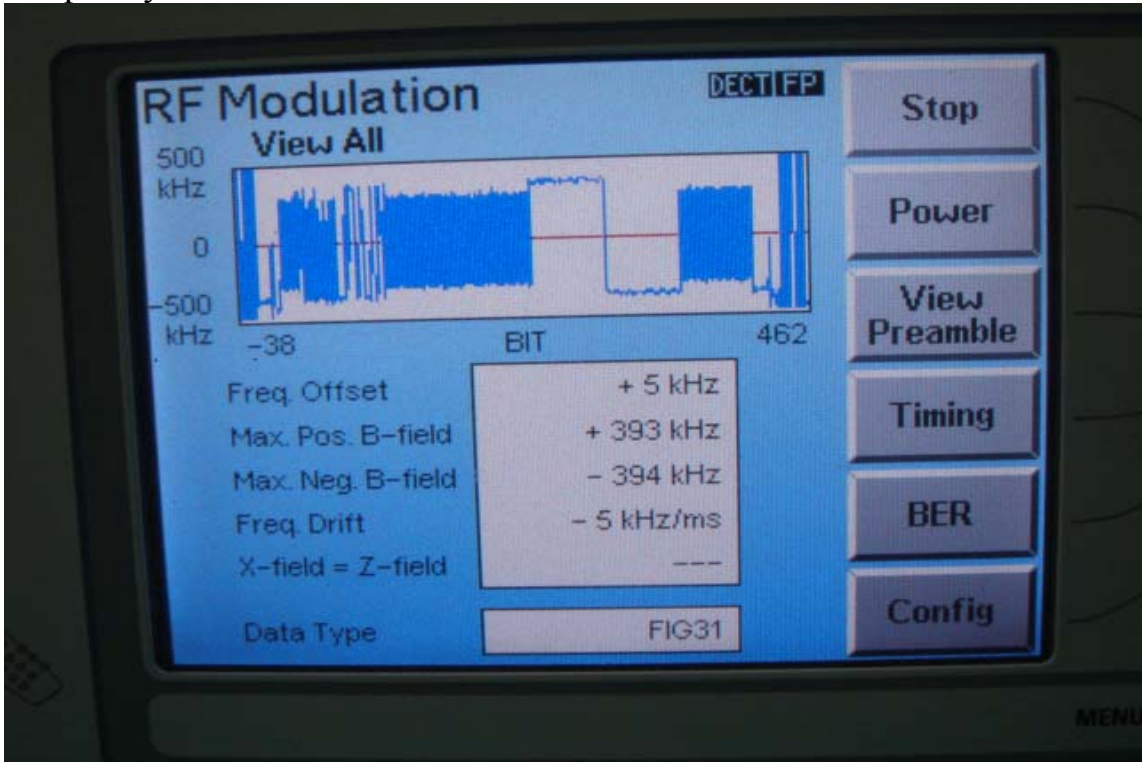 RF Modulation DECT FP
View All
500
kHz
0
-500
kHz
-38 BIT 462
Freq. Offset + 5 kHz
Max. Pos. B-field + 393 kHz
Max. Neg. B-field - 394 kHz
Freq. Drift - 5 kHz/ms
X-field = Z-field ---
Data Type FIG31
Stop
Power
View
Preamble
Timing
BER
Config
MENU